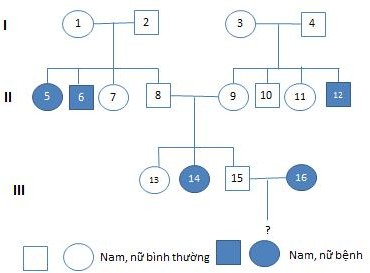 I
1 2 3 4
II
5 6 7 8 9 10 11 12
III
13 14 15 16
?
Nam, nữ bình thường Nam, nữ bệnh